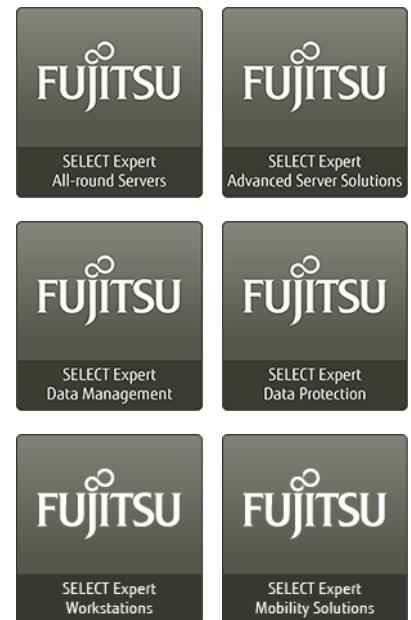 FUJITSU
SELECT Expert
All-round Servers
FUJITSU
SELECT Expert
Advanced Server Solutions
FUJITSU
SELECT Expert
Data Management
FUJITSU
SELECT Expert
Data Protection
FUJITSU
SELECT Expert
Workstations
FUJITSU
SELECT Expert
Mobility Solutions